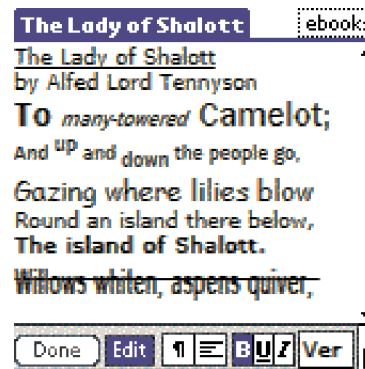 The Lady of Shalott
ebook:
The Lady of Shalott
by Alfed Lord Tennyson
To many-towered Camelot;
And up and down the people go,
Gazing where lilies blow
Round an island there below,
The island of Shalott.
Willows whiten, aspens quiver,
Done Edit ¶ B U I Ver